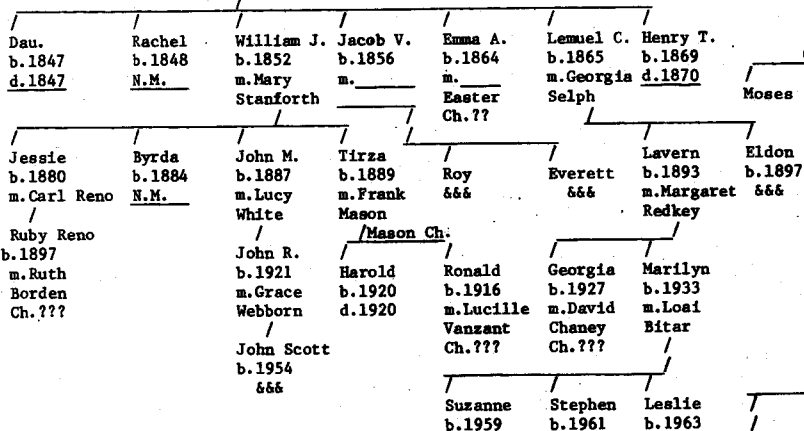 Dau. Rachel William J. Jacob V. Emma A. Lemuel C. Henry T.
b.1847 b.1848 b.1852 b.1856 b.1864 b.1865 b.1869
d.1847 N.M. m.Mary m.____ m. m.Georgia d.1870 Moses
Stanforth Easter Selph
Ch.??
Jessie Byrda John M. Tirza Roy Everett Lavern Eldon
b.1880 b.1884 b.1887 b.1889 &&& &&& b.1893 b.1897
m.Carl Reno N.M. m.Lucy m.Frank m.Margaret &&&
White Mason Redkey
Mason Ch.
Ruby Reno John R. Harold Ronald Georgia Marilyn
b.1897 b.1921 b.1920 b.1916 b.1927 b.1933
m.Ruth m.Grace d.1920 m.Lucille m.David m.Loai
Borden Webborn Vanzant Chaney Bitar
Ch.??? Ch.??? Ch.???
John Scott
b.1954
&&&
Suzanne Stephen Leslie
b.1959 b.1961 b.1963